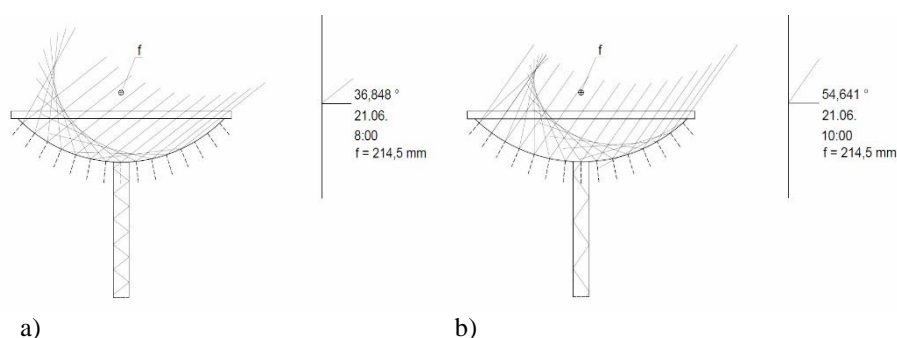 f
36,848 °
21.06.
8:00
f = 214,5 mm
f
54,641 °
21.06.
10:00
f = 214,5 mm
a)
b)